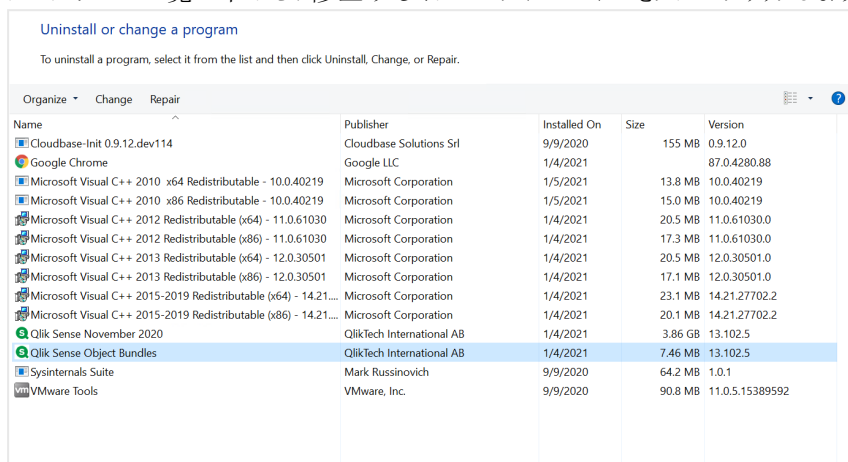 Uninstall or change a program
To uninstall a program, select it from the list and then click Uninstall, Change, or Repair.
Organize Change Repair
Name Publisher Installed On Size Version
Cloudbase-Init 0.9.12.dev114 Cloudbase Solutions Srl 9/9/2020 155 MB 0.9.12.0
Google Chrome Google LLC 1/4/2021 87.0.4280.88
Microsoft Visual C++ 2010 x64 Redistributable - 10.0.40219 Microsoft Corporation 1/5/2021 13.8 MB 10.0.40219
Microsoft Visual C++ 2010 x86 Redistributable - 10.0.40219 Microsoft Corporation 1/5/2021 15.0 MB 10.0.40219
Microsoft Visual C++ 2012 Redistributable (x64) - 11.0.61030 Microsoft Corporation 1/4/2021 20.5 MB 11.0.61030.0
Microsoft Visual C++ 2012 Redistributable (x86) - 11.0.61030 Microsoft Corporation 1/4/2021 17.3 MB 11.0.61030.0
Microsoft Visual C++ 2013 Redistributable (x64) - 12.0.30501 Microsoft Corporation 1/4/2021 20.5 MB 12.0.30501.0
Microsoft Visual C++ 2013 Redistributable (x86) - 12.0.30501 Microsoft Corporation 1/4/2021 17.1 MB 12.0.30501.0
Microsoft Visual C++ 2015-2019 Redistributable (x64) - 14.21.... Microsoft Corporation 1/4/2021 23.1 MB 14.21.27702.2
Microsoft Visual C++ 2015-2019 Redistributable (x86) - 14.21.... Microsoft Corporation 1/4/2021 20.1 MB 14.21.27702.2
Qlik Sense November 2020 QlikTech International AB 1/4/2021 3.86 GB 13.102.5
Qlik Sense Object Bundles QlikTech International AB 1/4/2021 7.46 MB 13.102.5
Sysinternals Suite Mark Russinovich 9/9/2020 64.2 MB 1.0.1
vm VMware Tools VMware, Inc. 9/9/2020 90.8 MB 11.0.5.15389592